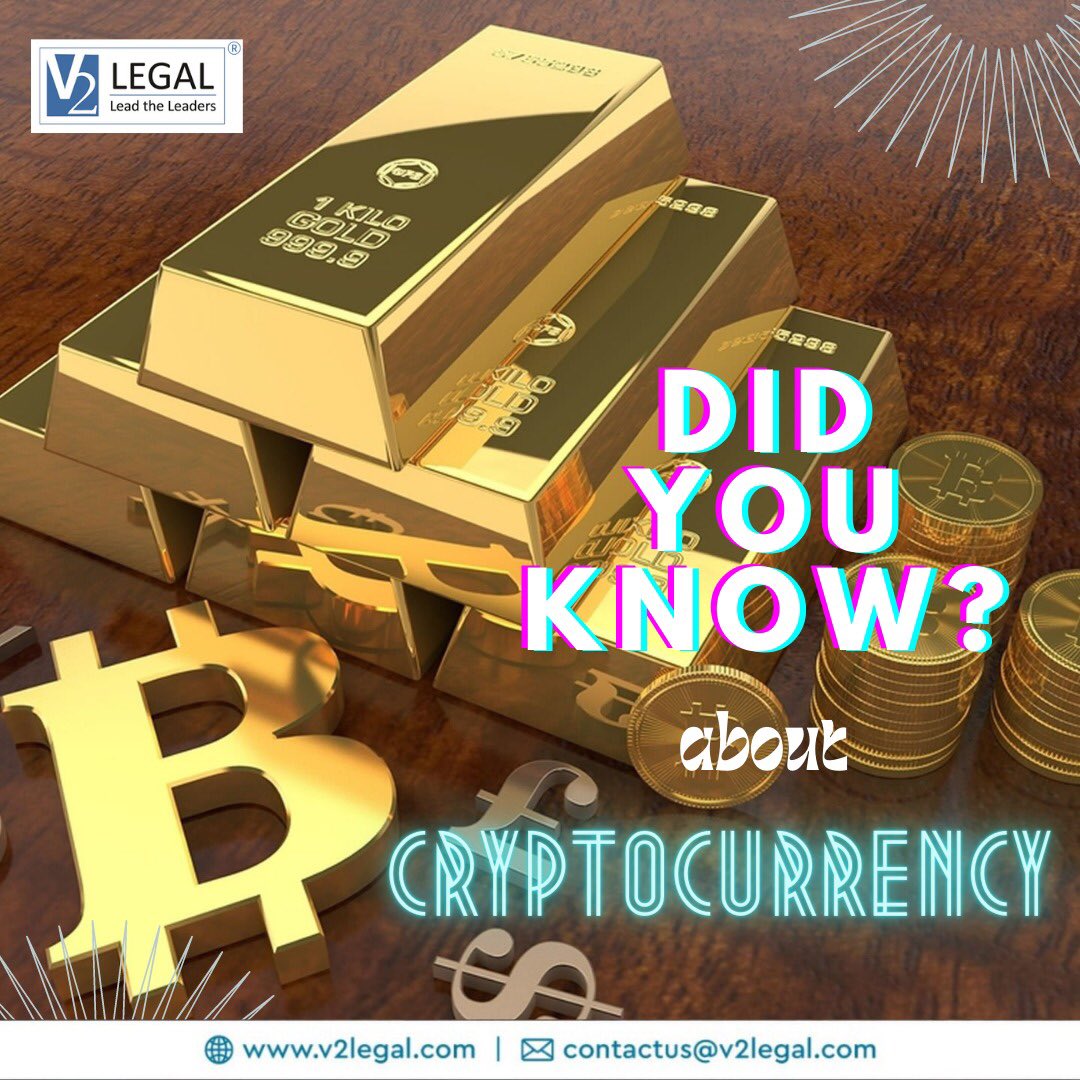 V2 LEGAL®
Lead the Leaders
1 KILO
GOLD
999.9
DID
YOU
KNOW?
about
CRYPTOCURRENCY
www.v2legal.com | contactus@v2legal.com